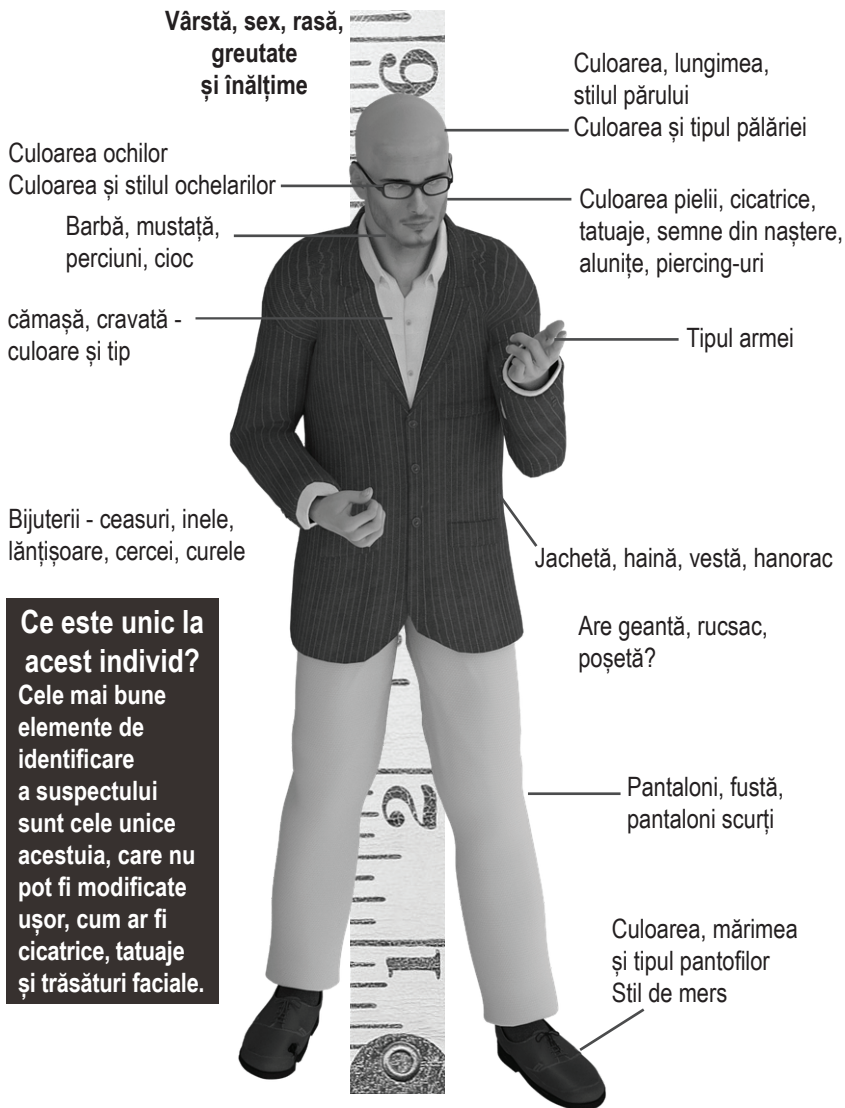 Vârstă, sex, rasă,
greutate
și înălțime
6
Culoarea, lungimea,
stilul părului
Culoarea și tipul pălăriei
Culoarea ochilor
Culoarea și stilul ochelarilor
Culoarea pielii, cicatrice,
tatuaje, semne din naștere,
alunițe, piercing-uri
Barbă, mustață,
perciuni, cioc
cămașă, cravată -
culoare și tip
Tipul armei
Bijuterii - ceasuri, inele,
lănțișoare, cercei, curele
Jachetă, haină, vestă, hanorac
Ce este unic la
acest individ?
Cele mai bune
elemente de
identificare
a suspectului
sunt cele unice
acestuia, care nu
pot fi modificate
ușor, cum ar fi
cicatrice, tatuaje
și trăsături faciale.
Are geantă, rucsac,
poșetă?
2
Pantaloni, fustă,
pantaloni scurți
1
Culoarea, mărimea
și tipul pantofilor
Stil de mers